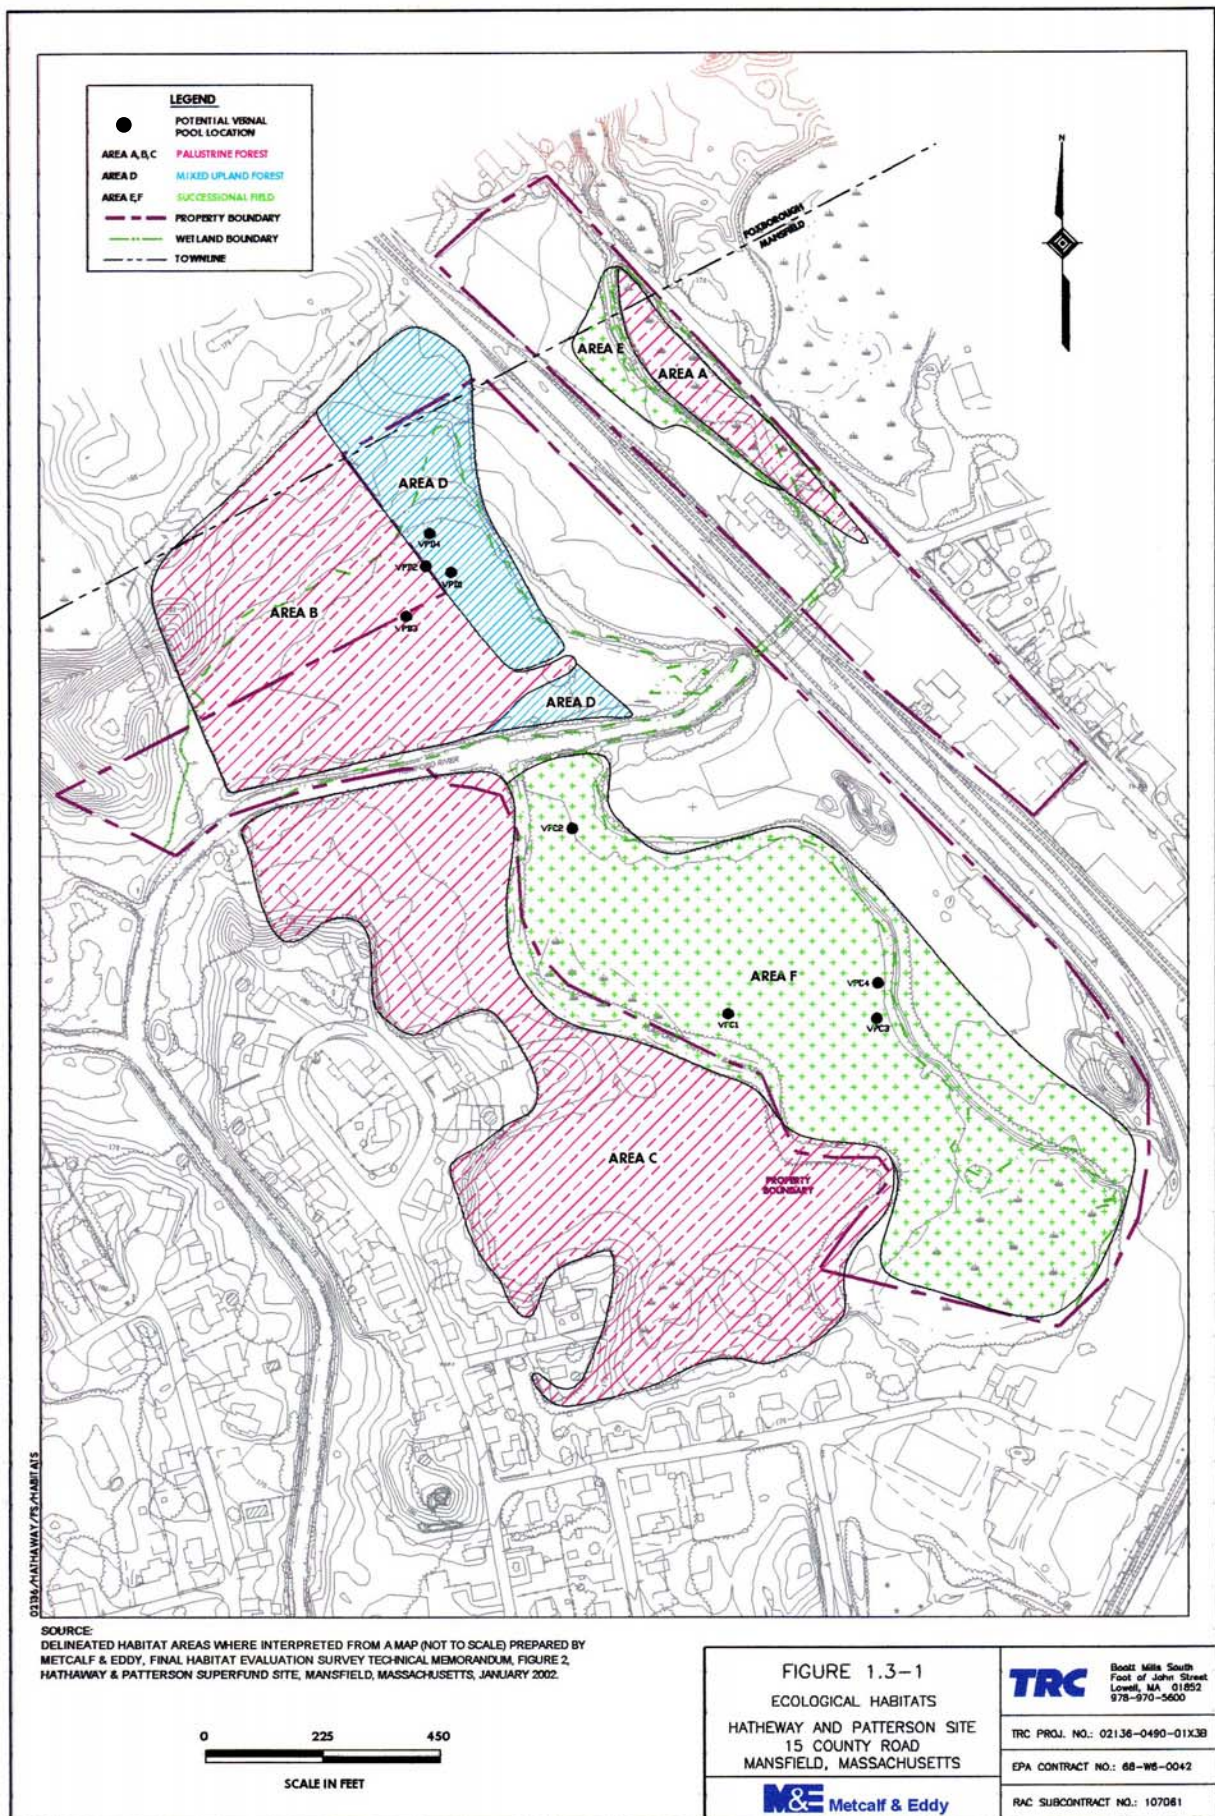 LEGEND
POTENTIAL VERNAL
POOL LOCATION
AREA A,B,C PALUSTRINE FOREST
AREA D MIXED UPLAND FOREST
AREA E,F SUCCESSIONAL FIELD
PROPERTY BOUNDARY
WETLAND BOUNDARY
TOWNLINE
N
FOXBOROUGH
MANSFIELD
AREA E
AREA A
AREA D
VPD4
VPD2
AREA B
VPB3
AREA D
RIVER
VPC2
AREA F
VPC4
VPC1
VPC3
AREA C
PROPERTY
BOUNDARY
02136/HATHAWAY/FS/HABITATS
SOURCE:
DELINEATED HABITAT AREAS WHERE INTERPRETED FROM A MAP (NOT TO SCALE) PREPARED BY
METCALF & EDDY, FINAL HABITAT EVALUATION SURVEY TECHNICAL MEMORANDUM, FIGURE 2,
HATHAWAY & PATTERSON SUPERFUND SITE, MANSFIELD, MASSACHUSETTS, JANUARY 2002.
0 225 450
SCALE IN FEET
FIGURE 1.3-1
ECOLOGICAL HABITATS
HATHEWAY AND PATTERSON SITE
15 COUNTY ROAD
MANSFIELD, MASSACHUSETTS
M&E Metcalf & Eddy
TRC
Boott Mills South
Foot of John Street
Lowell, MA 01852
978-970-5600
TRC PROJ. NO.: 02136-0490-01X3B
EPA CONTRACT NO.: 68-W6-0042
RAC SUBCONTRACT NO.: 107061